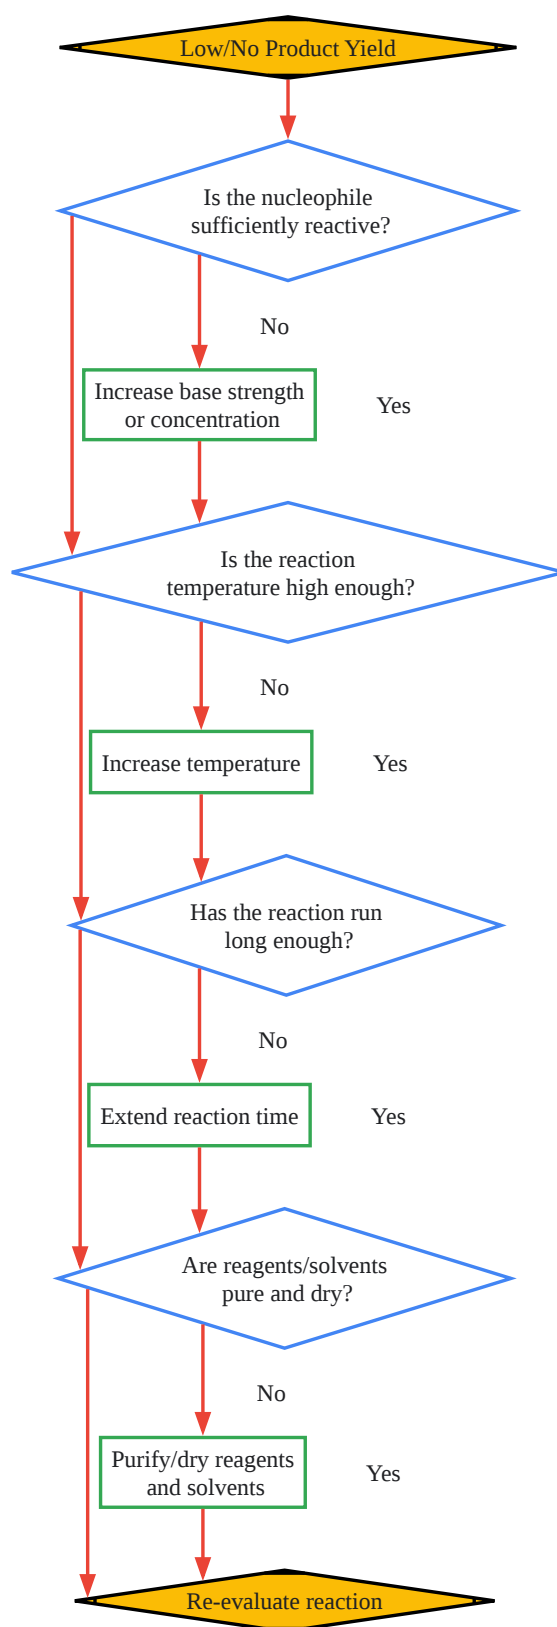 Low/No Product Yield
Is the nucleophile
sufficiently reactive?
No
Increase base strength
or concentration
Yes
Is the reaction
temperature high enough?
No
Increase temperature
Yes
Has the reaction run
long enough?
No
Extend reaction time
Yes
Are reagents/solvents
pure and dry?
No
Purify/dry reagents
and solvents
Yes
Re-evaluate reaction